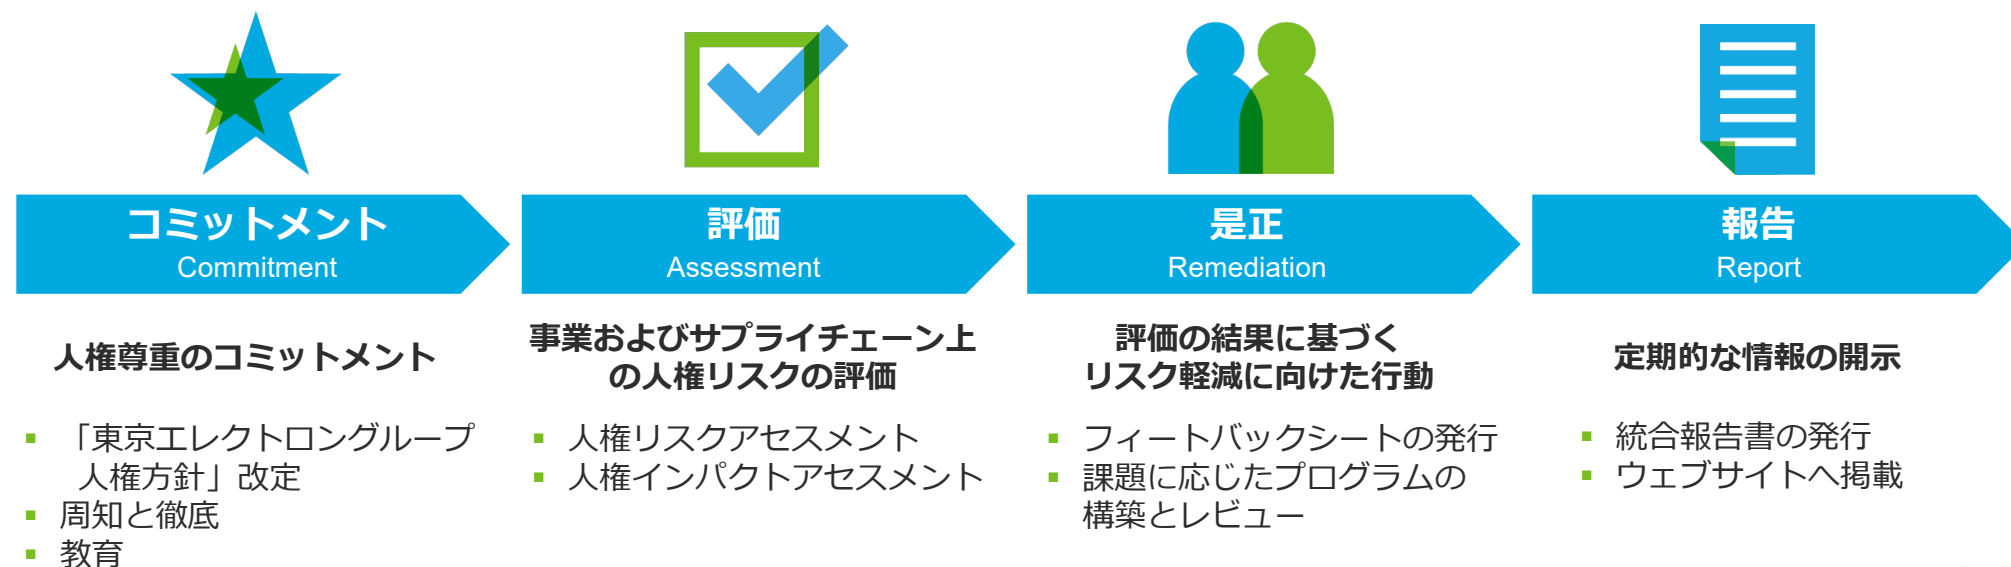 コミットメント
Commitment
人権尊重のコミットメント
▪ 「東京エレクトロングループ
人権方針」改定
▪ 周知と徹底
▪ 教育
評価
Assessment
事業およびサプライチェーン上
の人権リスクの評価
▪ 人権リスクアセスメント
▪ 人権インパクトアセスメント
是正
Remediation
評価の結果に基づく
リスク軽減に向けた行動
▪ フィートバックシートの発行
▪ 課題に応じたプログラムの
構築とレビュー
報告
Report
定期的な情報の開示
▪ 統合報告書の発行
▪ ウェブサイトへ掲載